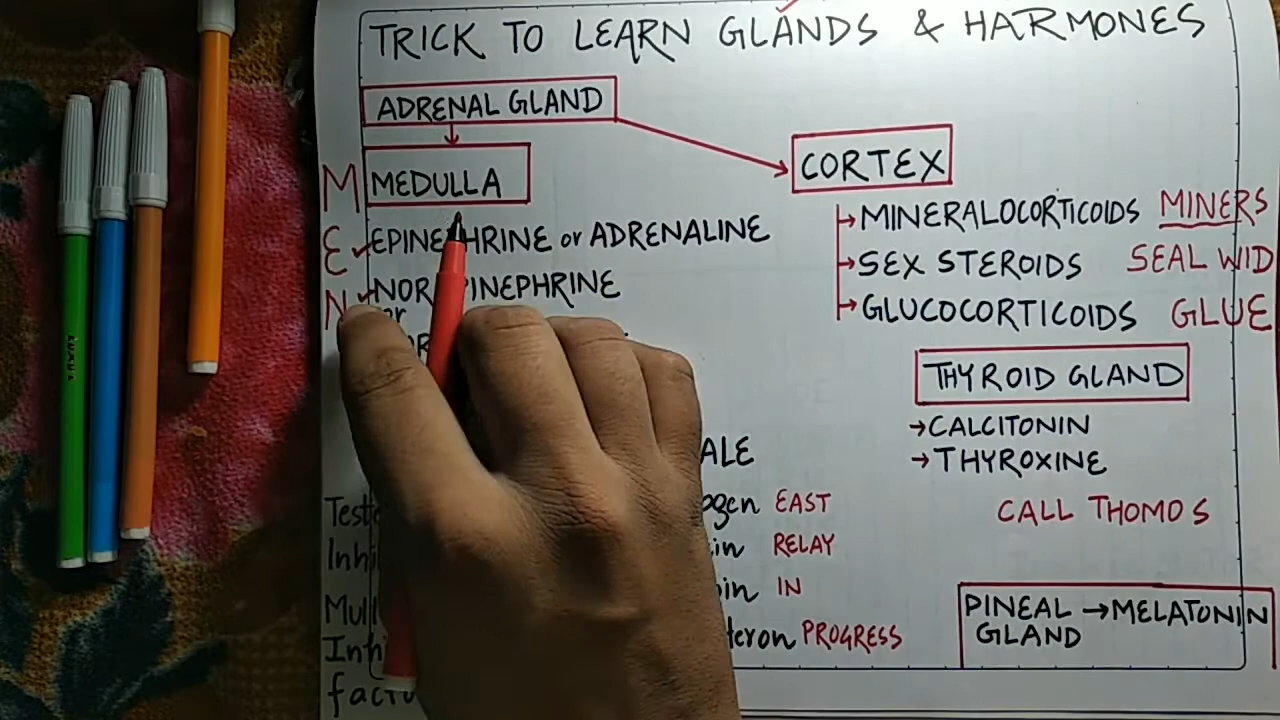 TRICK TO LEARN GLANDS & HARMONES
ADRENAL GLAND
M MEDULLA
E EPINEPHRINE or ADRENALINE
N NOREPINEPHRINE
or
CORTEX
MINERALOCORTICOIDS MINERS
SEX STEROIDS SEAL WID
GLUCOCORTICOIDS GLUE
THYROID GLAND
→CALCITONIN
→THYROXINE
CALL THOMOS
EAST
RELAY
IN
PROGRESS
PINEAL →MELATONIN
GLAND